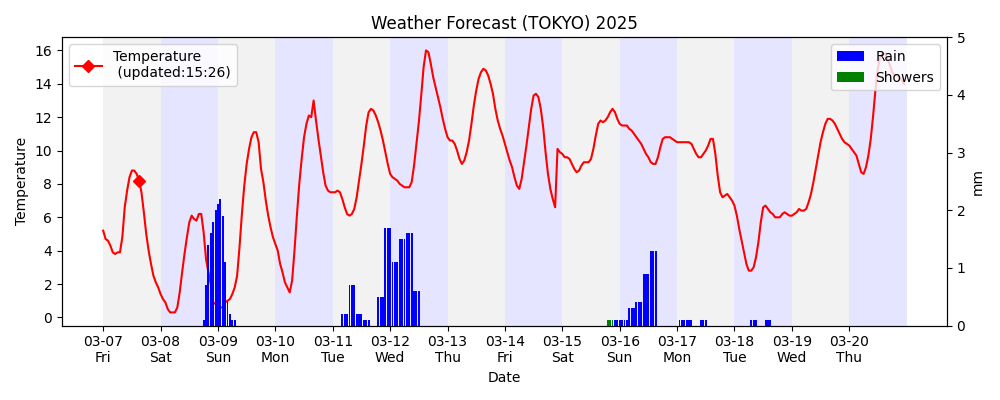 Weather Forecast (TOKYO) 2025
Temperature
(updated:15:26)
Rain
Showers
Temperature
16
14
12
10
8
6
4
2
0
5
4
3
2
1
0
mm
03-07 03-08 03-09 03-10 03-11 03-12 03-13 03-14 03-15 03-16 03-17 03-18 03-19 03-20
Fri Sat Sun Mon Tue Wed Thu Fri Sat Sun Mon Tue Wed Thu
Date